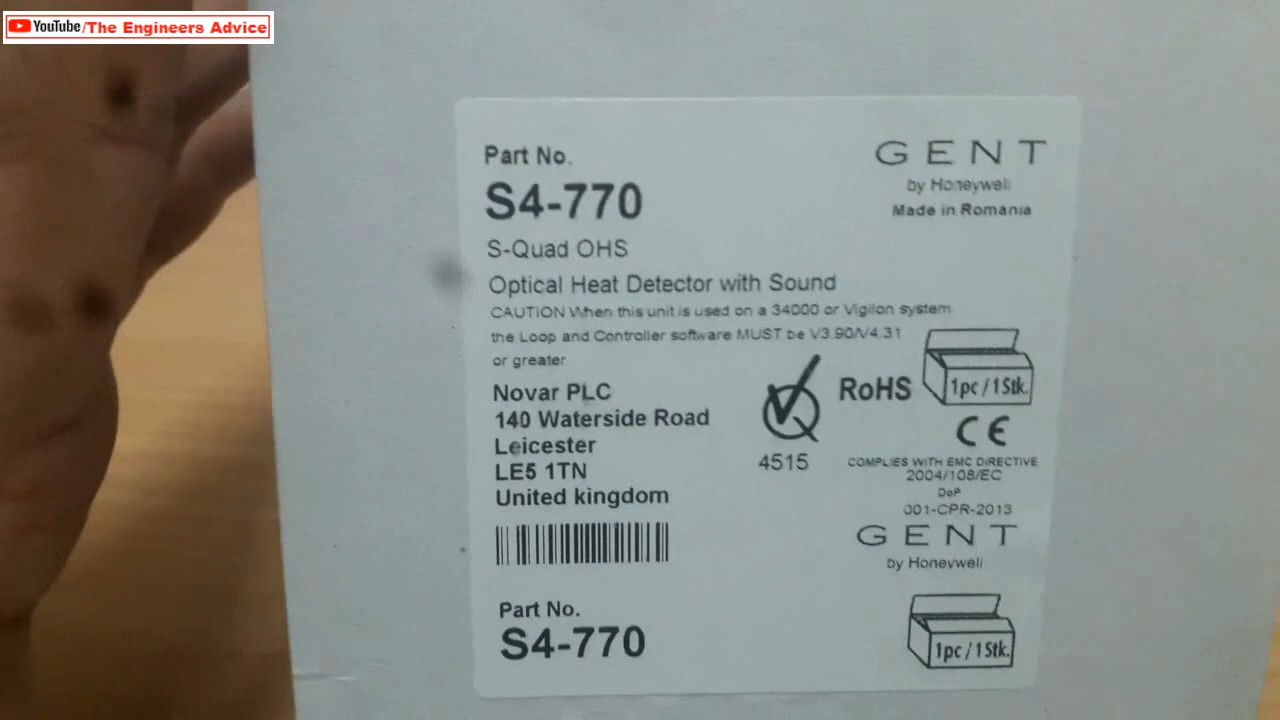 YouTube/The Engineers Advice
Part No.
S4-770
S-Quad OHS
Optical Heat Detector with Sound
CAUTION When this unit is used on a 34000 or Vigilon system
the Loop and Controller software MUST be V3.90/V4.31
or greater
Novar PLC
140 Waterside Road
Leicester
LE5 1TN
United kingdom
GENT
by Honeywell
Made in Romania
4515
RoHS
1pc / 1Stk.
CE
COMPLIES WITH EMC DIRECTIVE
2004/108/EC
DoP
001-CPR-2013
GENT
by Honeywell
Part No.
S4-770
1pc / 1Stk.